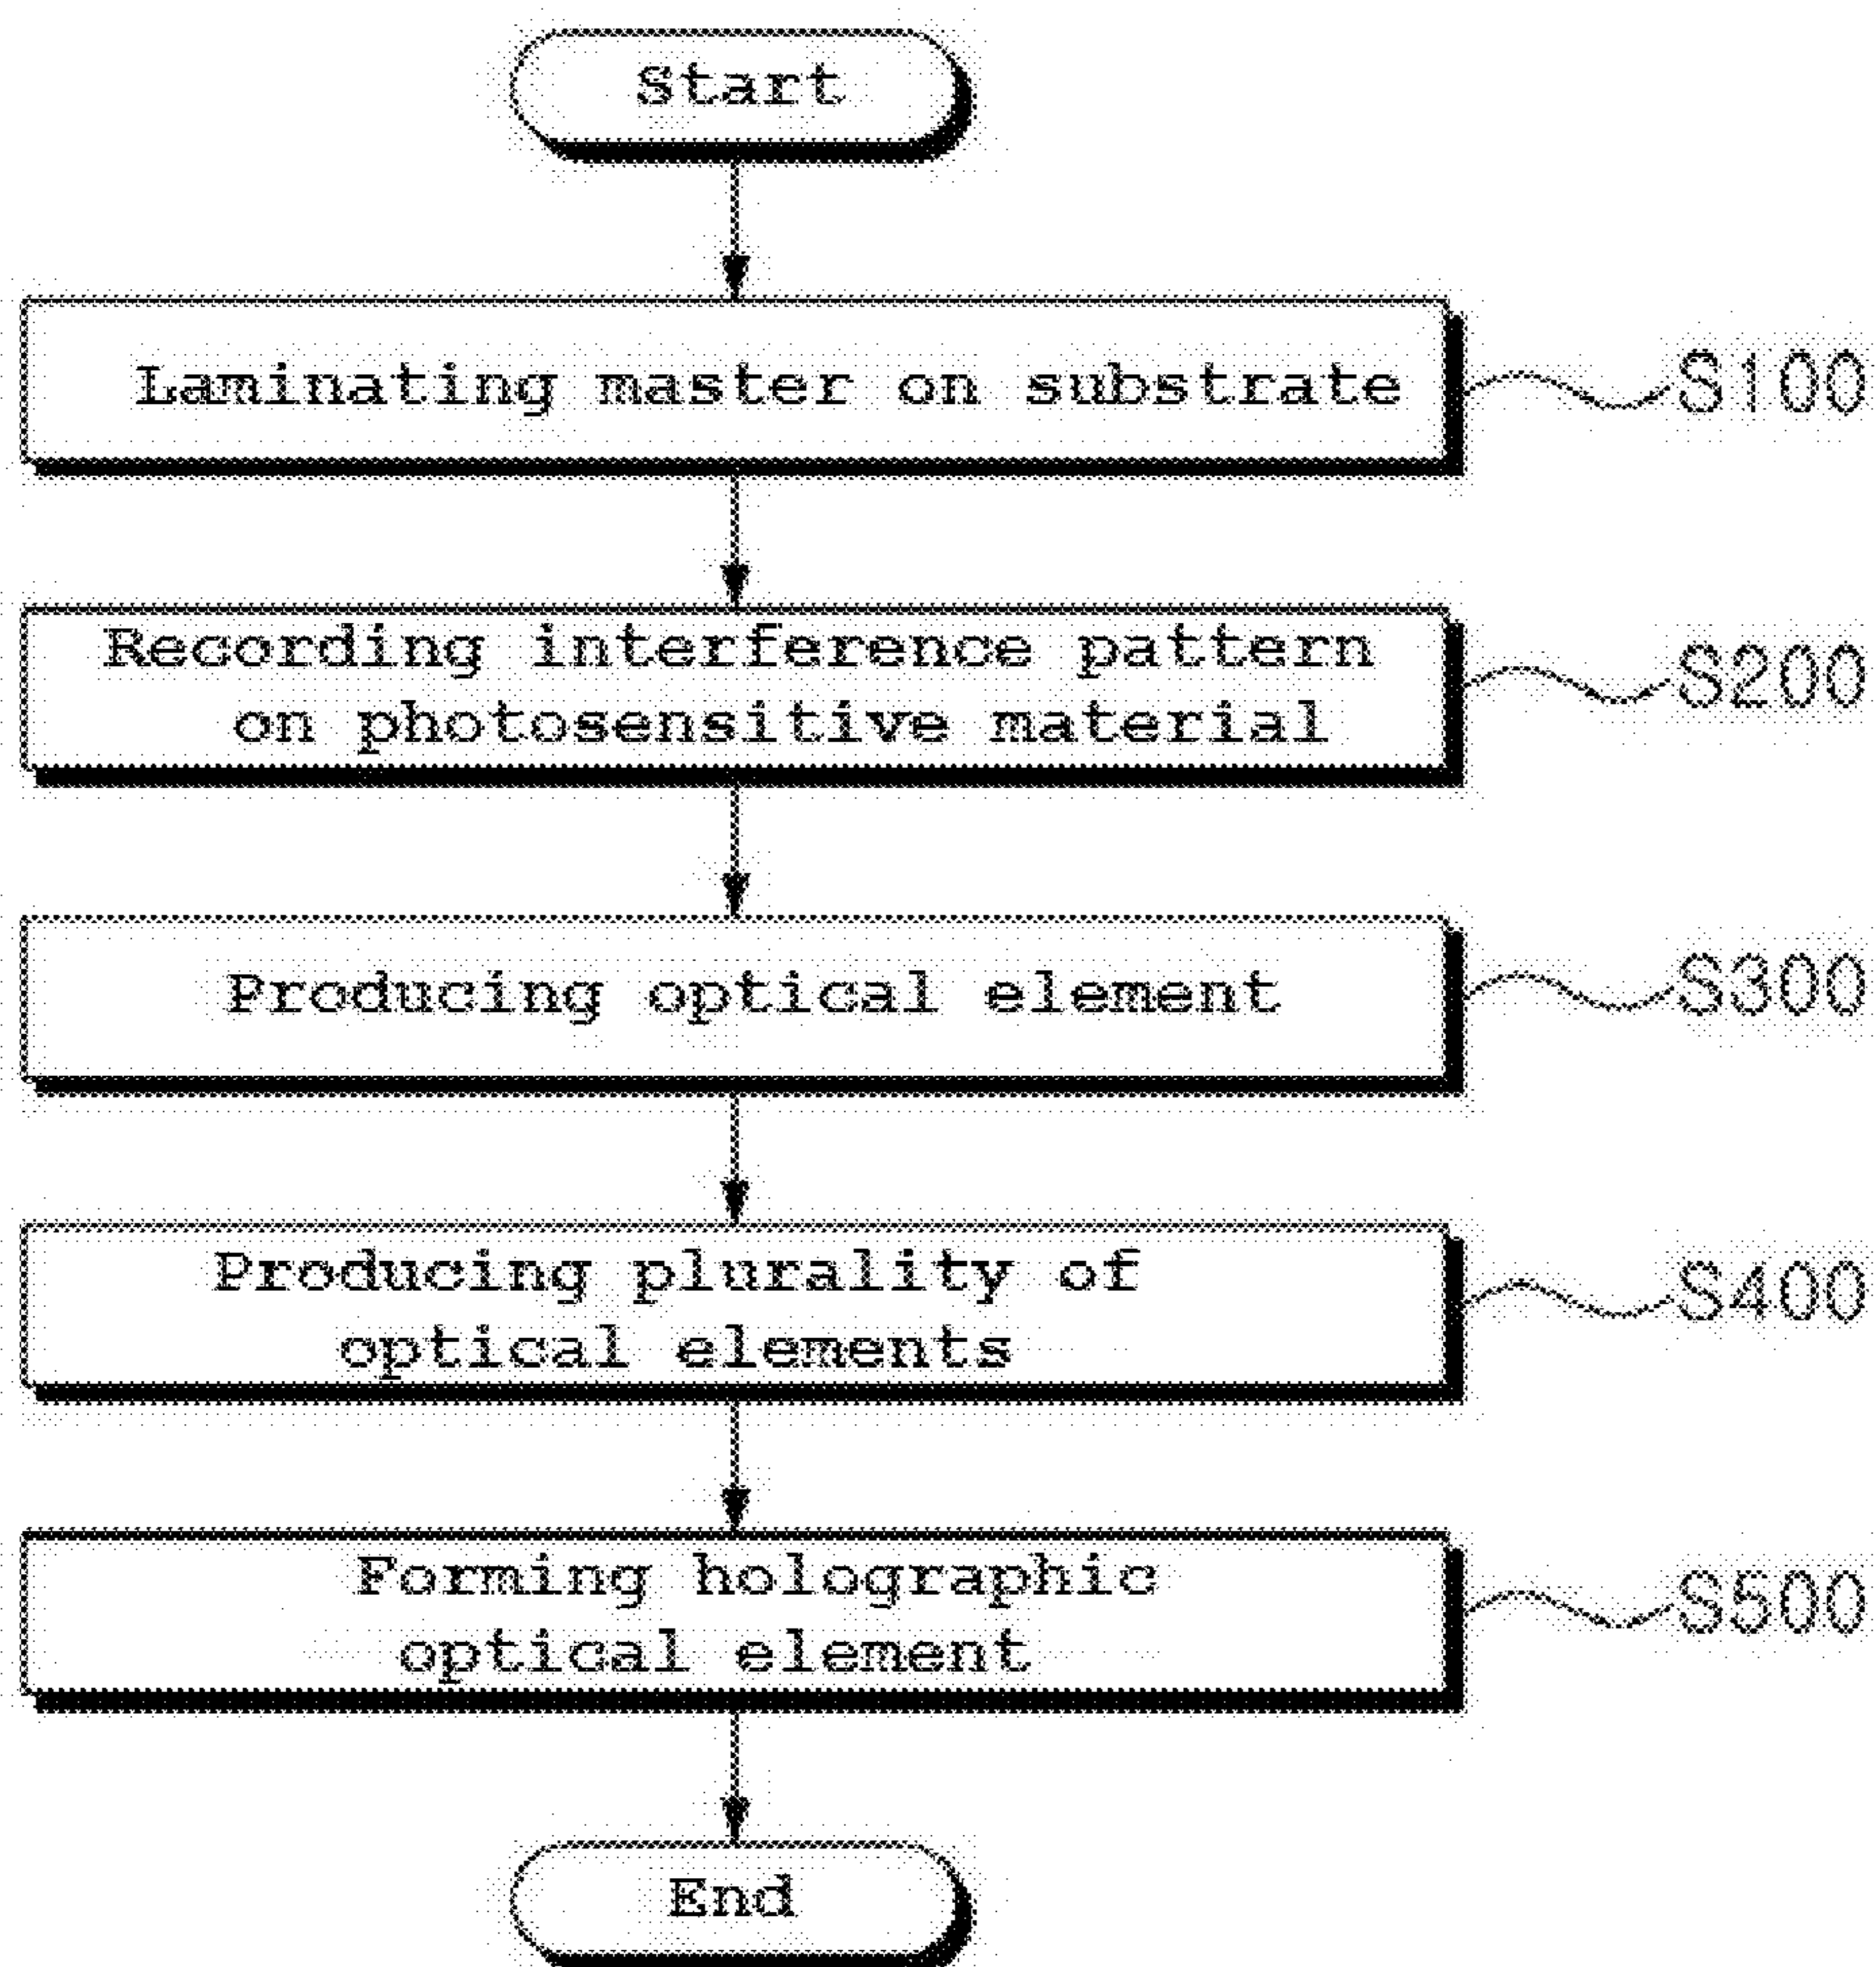 Start
Laminating master on substrate
S100
Recording interference pattern
on photosensitive material
S200
Producing optical element
S300
Producing plurality of
optical elements
S400
Forming holographic
optical element
S500
End